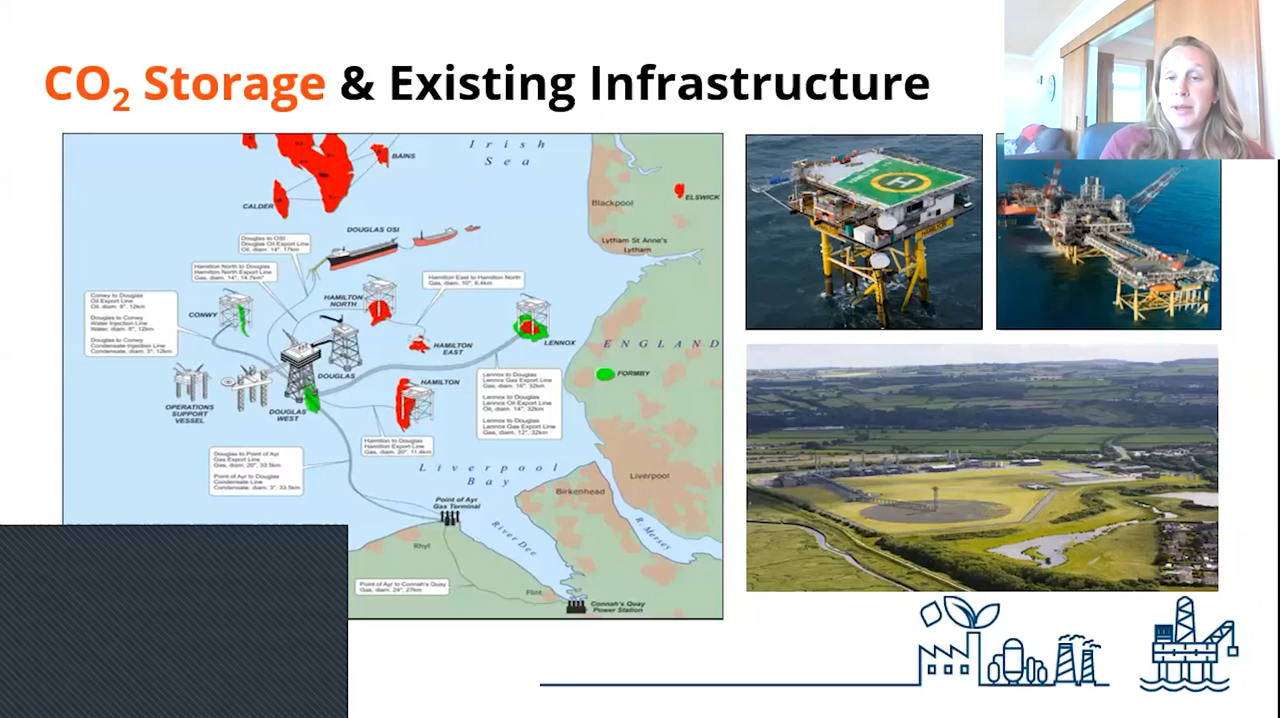 CO2 Storage & Existing Infrastructure
Irish
Sea
BAINS
CALDER
ELSWICK
Blackpool
DOUGLAS OSI
Lytham St Anne's
Lytham
Douglas to OSI
Douglas Oil Export Line
Oil, diam. 14", 17km
Hamilton North to Douglas
Hamilton North Export Line
Gas, diam. 14", 14.7km
Hamilton East to Hamilton North
Gas, diam. 10", 6.4km
Conwy to Douglas
Oil Export Line
Oil, diam. 8", 12km
Douglas to Conwy
Water Injection Line
Water, diam. 8", 12km
Douglas to Conwy
Condensate Injection Line
Condensate, diam. 3", 12km
HAMILTON
NORTH
CONWY
HAMILTON
EAST
LENNOX
ENGLAND
DOUGLAS
FORMBY
HAMILTON
OPERATIONS
SUPPORT
VESSEL
DOUGLAS
WEST
Lennox to Douglas
Lennox Gas Export Line
Gas, diam. 16", 32km
Lennox to Douglas
Lennox Oil Export Line
Oil, diam. 14", 32km
Lennox to Douglas
Lennox Gas Export Line
Gas, diam. 12", 32km
Hamilton to Douglas
Hamilton Export Line
Gas, diam. 20", 11.4km
Douglas to Point of Ayr
Gas Export Line
Gas, diam. 20", 33.5km
Point of Ayr to Douglas
Condensate Line
Condensate, diam. 3", 33.5km
Liverpool
Bay
Liverpool
Birkenhead
Point of Ayr
Gas Terminal
River Dee
R. Mersey
Rhyl
Point of Ayr to Connah's Quay
Gas, diam. 24", 27km
Flint
Connah's Quay
Power Station
H
HAMILTON